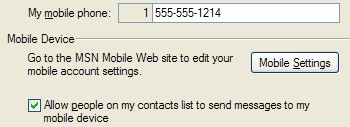 My mobile phone: 1 555-555-1214
Mobile Device
Go to the MSN Mobile Web site to edit your
mobile account settings.
Mobile Settings
Allow people on my contacts list to send messages to my
mobile device